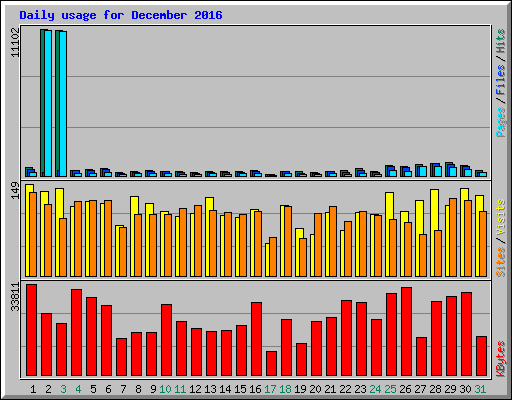 Daily usage for December 2016
11102
Pages / Files / Hits
149
Sites / Visits
33811
KBytes
1 2 3 4 5 6 7 8 9 10 11 12 13 14 15 16 17 18 19 20 21 22 23 24 25 26 27 28 29 30 31